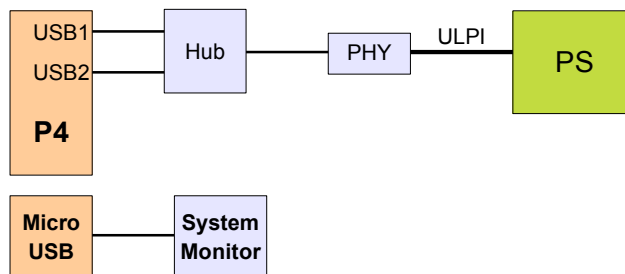 USB1
USB2
P4
Hub
PHY
ULPI
PS
Micro
USB
System
Monitor